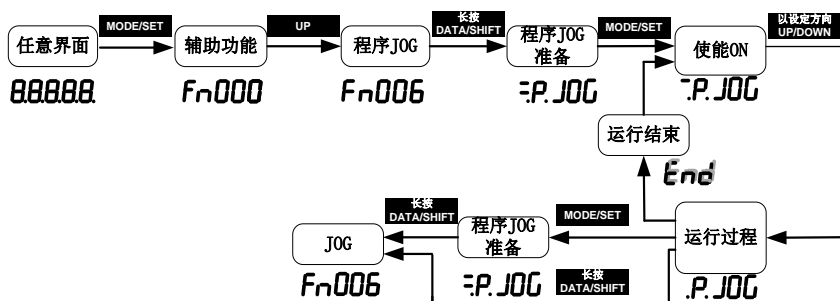 MODE/SET
UP
长按
DATA/SHIFT
MODE/SET
以设定方向
UP/DOWN
任意界面
辅助功能
程序JOG
程序JOG
准备
使能ON
8.8.8.8.8.
Fn000
Fn006
P.JOG
P.JOG
运行结束
End
长按
DATA/SHIFT
MODE/SET
JOG
程序JOG
准备
运行过程
Fn006
P.JOG
长按
DATA/SHIFT
.P.JOG